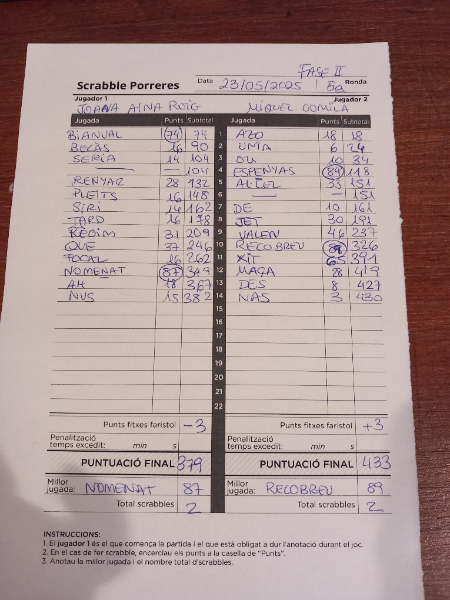 FASE II
Scrabble Porreres Data 23/05/2025 5a Ronda
Jugador 1 Jugador 2
JOANA AINA ROIG MIQUEL GOMILA
Jugada Punts Subtotal Jugada Punts Subtotal
BIANUAL 74 74 1 AZO 18 18
BECÀS 16 90 2 UMA 6 24
SERIA 14 104 3 OU 10 34
— 104 4 ESPENYAS 84 118
RENYAR 28 132 5 AL·LEL 33 151
PLEITS 16 148 6 — 151
SIRI 14 162 7 DE 10 161
TARD 16 178 8 JET 30 191
RÈGIM 31 209 9 VALEN 46 237
QUE 37 246 10 RECOBREU 89 326
FOCAL 16 262 11 XIT 65 391
NOMENAT 87 349 12 MAÇA 28 419
AH 18 367 13 DES 8 427
NUS 15 382 14 NAS 3 430
15
16
17
18
19
20
21
22
Punts fitxes faristol -3 Punts fitxes faristol +3
Penalització temps excedit: min s Penalització temps excedit: min s
PUNTUACIÓ FINAL 379 PUNTUACIÓ FINAL 433
Millor jugada: NOMENAT 87 Millor jugada: RECOBREU 89
Total scrabbles 2 Total scrabbles 2
INSTRUCCIONS:
1. El jugador 1 és el que comença la partida i el que està obligat a dur l'anotació durant el joc.
2. En el cas de fer scrabble, encerclau els punts a la casella de "Punts".
3. Anotau la millor jugada i el nombre total d'scrabbles.